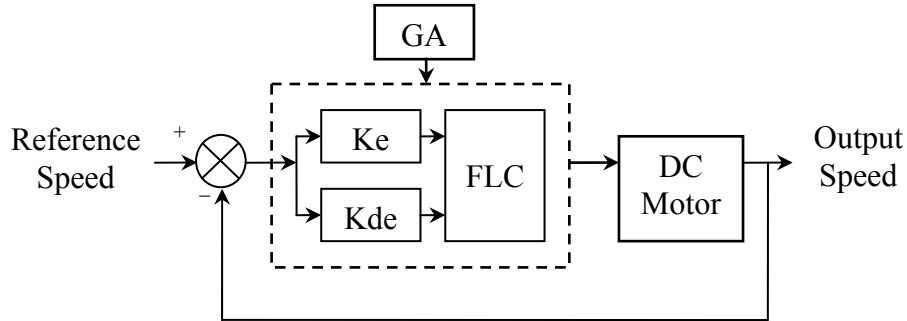 GA
Reference
Speed
+
−
Ke
Kde
FLC
DC
Motor
Output
Speed